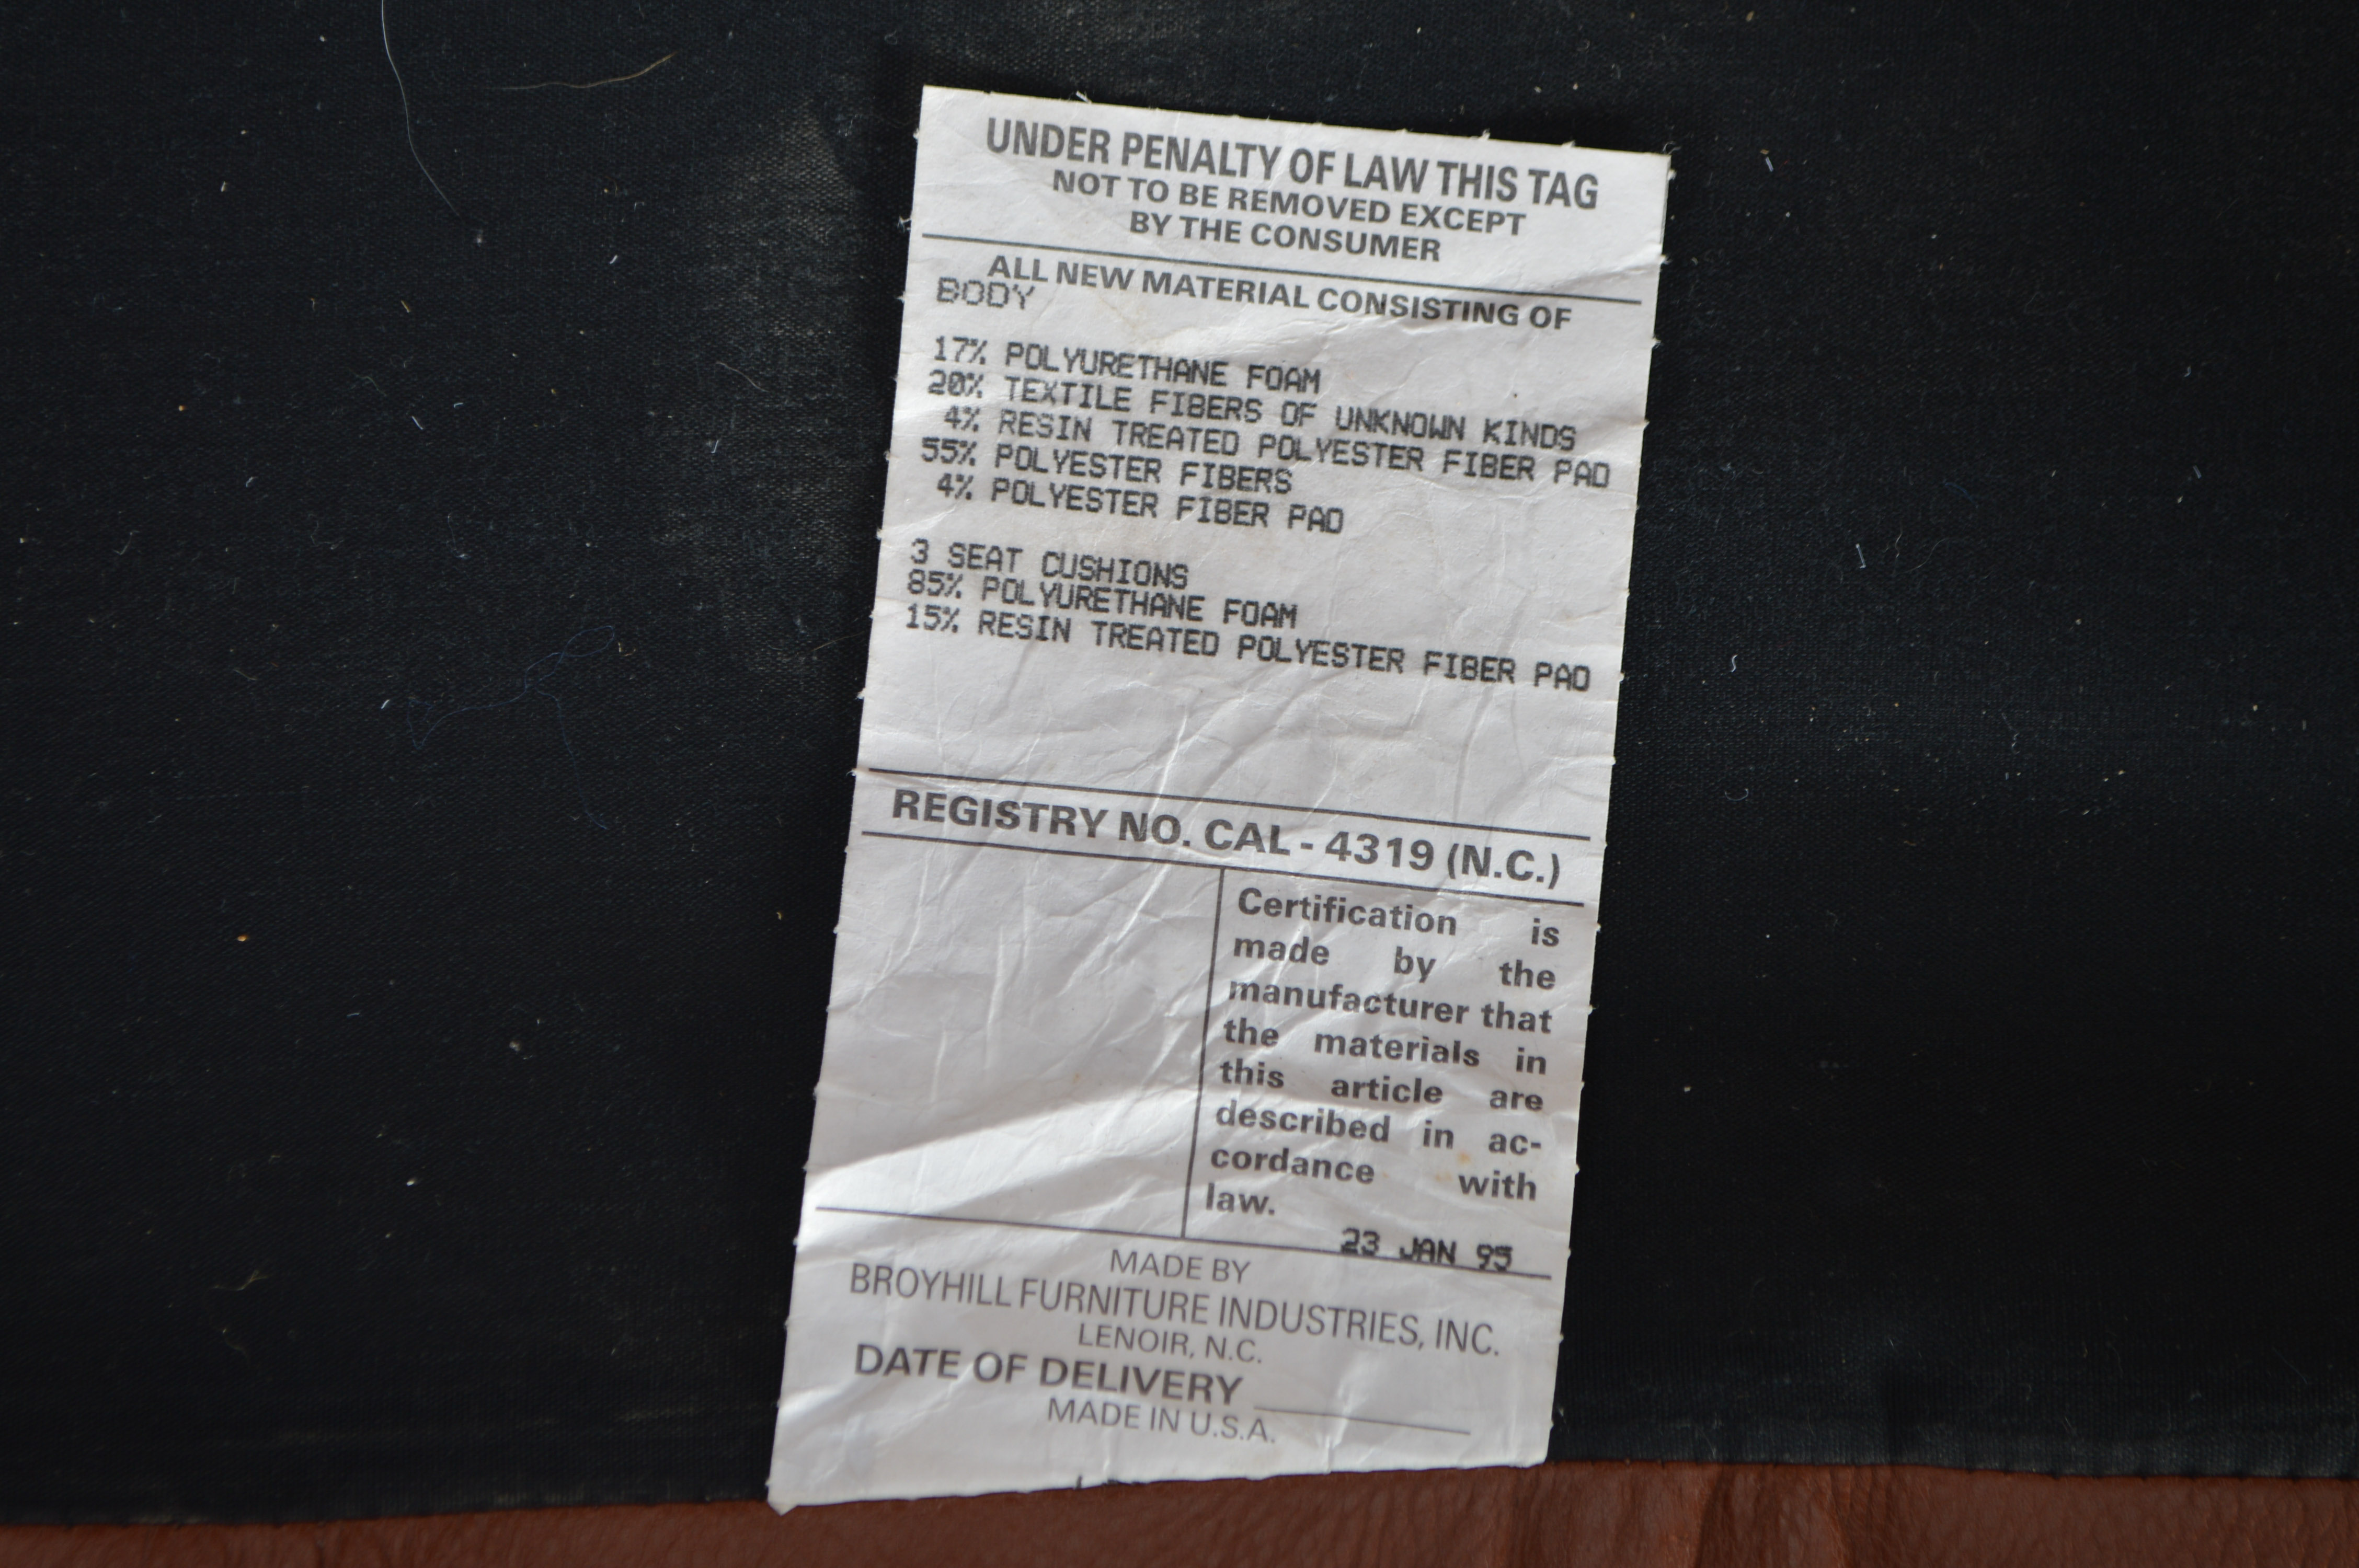 UNDER PENALTY OF LAW THIS TAG
NOT TO BE REMOVED EXCEPT
BY THE CONSUMER
ALL NEW MATERIAL CONSISTING OF
BODY
17% POLYURETHANE FOAM
20% TEXTILE FIBERS OF UNKNOWN KINDS
4% RESIN TREATED POLYESTER FIBER PAD
55% POLYESTER FIBERS
4% POLYESTER FIBER PAD
3 SEAT CUSHIONS
85% POLYURETHANE FOAM
15% RESIN TREATED POLYESTER FIBER PAD
REGISTRY NO. CAL - 4319 (N.C.)
Certification is
made by the
manufacturer that
the materials in
this article are
described in ac-
cordance with
law.
23 JAN 95
MADE BY
BROYHILL FURNITURE INDUSTRIES, INC.
LENOIR, N.C.
DATE OF DELIVERY
MADE IN U.S.A.